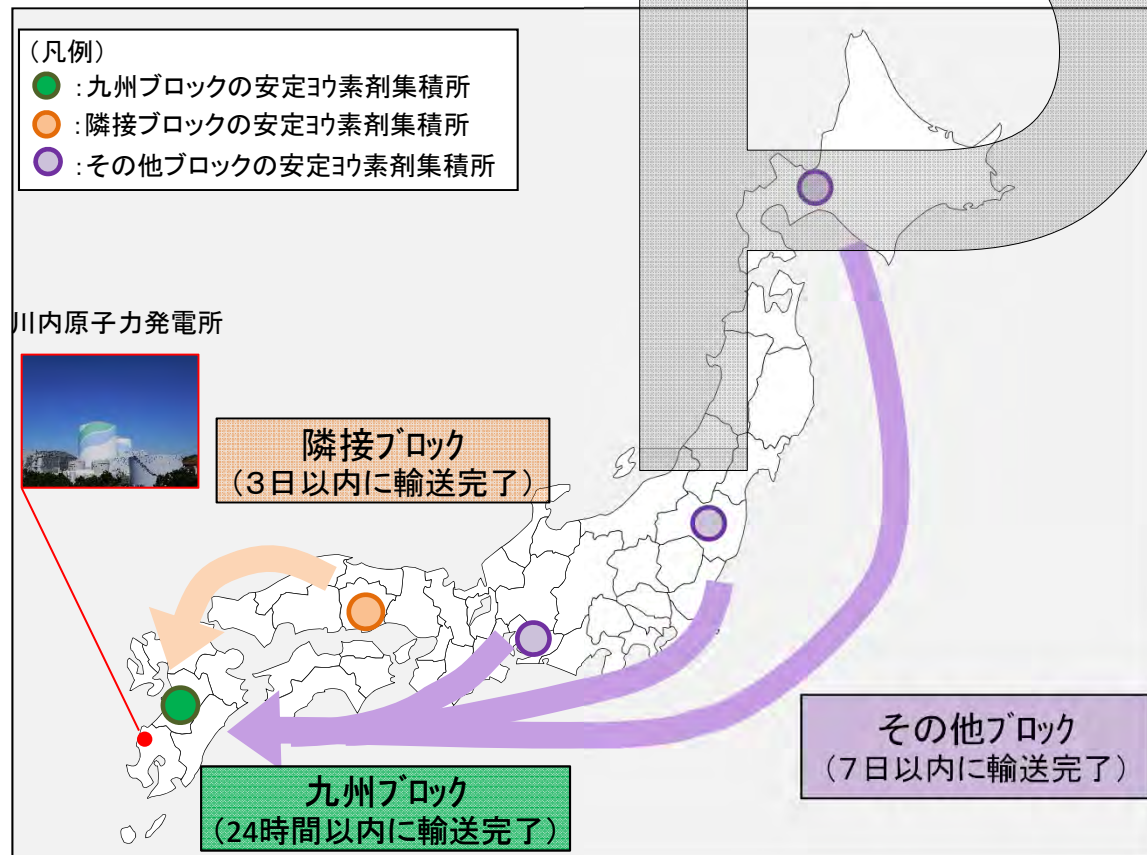 (凡例)
:九州ブロックの安定ヨウ素剤集積所
:隣接ブロックの安定ヨウ素剤集積所
:その他ブロックの安定ヨウ素剤集積所
川内原子力発電所
隣接ブロック
(3日以内に輸送完了)
その他ブロック
(7日以内に輸送完了)
九州ブロック
(24時間以内に輸送完了)